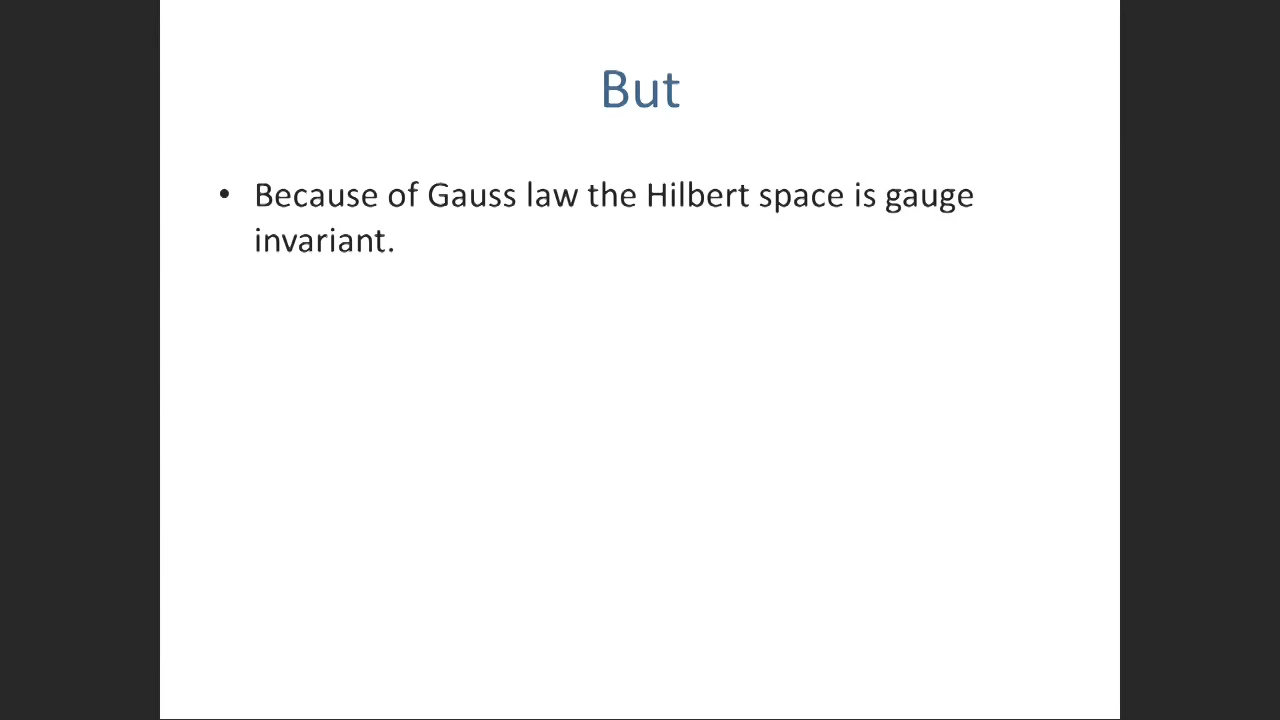 But
• Because of Gauss law the Hilbert space is gauge
invariant.